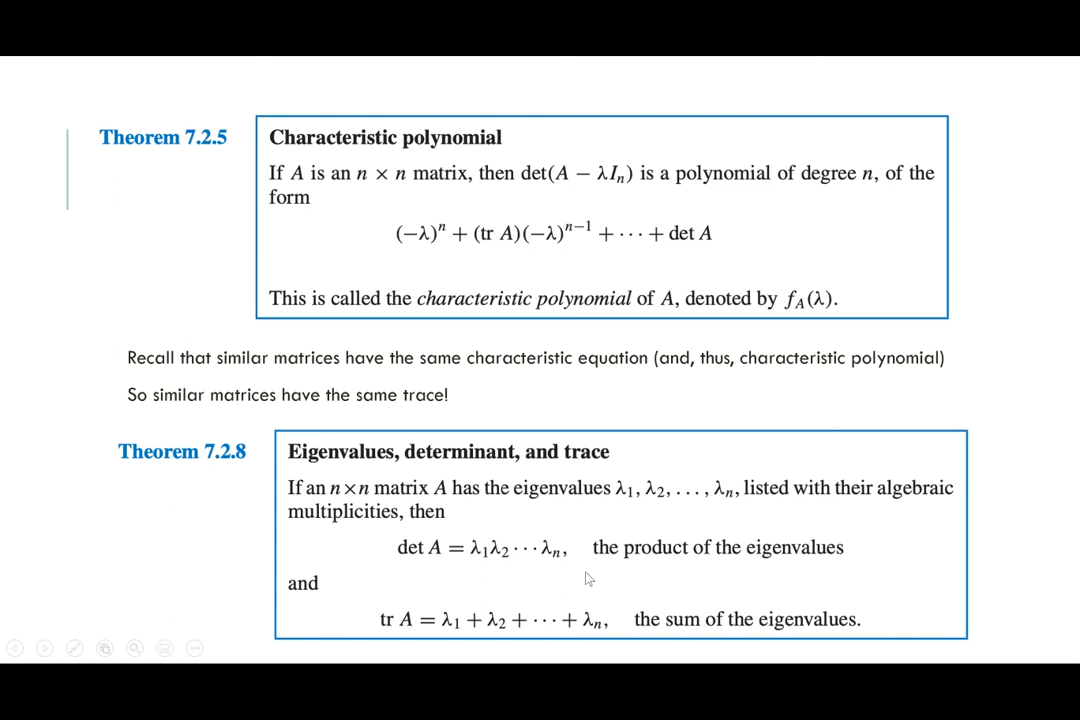 Theorem 7.2.5
Characteristic polynomial
If A is an n × n matrix, then det(A − λIₙ) is a polynomial of degree n, of the
form
(−λ)ⁿ + (tr A)(−λ)ⁿ⁻¹ + · · · + det A
This is called the characteristic polynomial of A, denoted by f_A(λ).
Recall that similar matrices have the same characteristic equation (and, thus, characteristic polynomial)
So similar matrices have the same trace!
Theorem 7.2.8
Eigenvalues, determinant, and trace
If an n×n matrix A has the eigenvalues λ₁, λ₂, . . . , λₙ, listed with their algebraic
multiplicities, then
det A = λ₁λ₂ · · · λₙ, the product of the eigenvalues
and
tr A = λ₁ + λ₂ + · · · + λₙ, the sum of the eigenvalues.